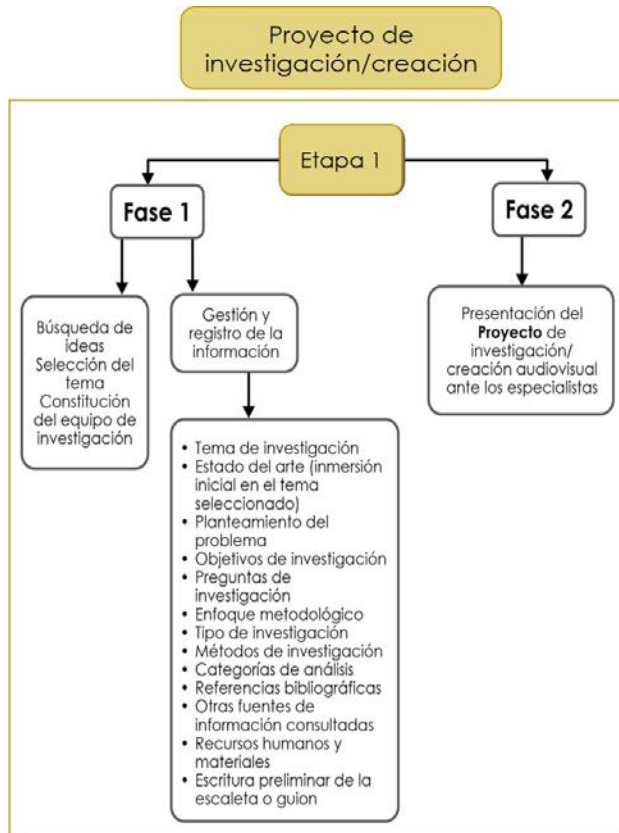 Proyecto de
investigación/creación
Etapa 1
Fase 1
Fase 2
Búsqueda de
ideas
Selección del
tema
Constitución
del equipo de
investigación
Gestión y
registro de la
información
Presentación del
Proyecto de
investigación/
creación audiovisual
ante los especialistas
• Tema de investigación
• Estado del arte (inmersión
inicial en el tema
seleccionado)
• Planteamiento del
problema
• Objetivos de investigación
• Preguntas de
investigación
• Enfoque metodológico
• Tipo de investigación
• Métodos de investigación
• Categorías de análisis
• Referencias bibliográficas
• Otras fuentes de
información consultadas
• Recursos humanos y
materiales
• Escritura preliminar de la
escaleta o guion